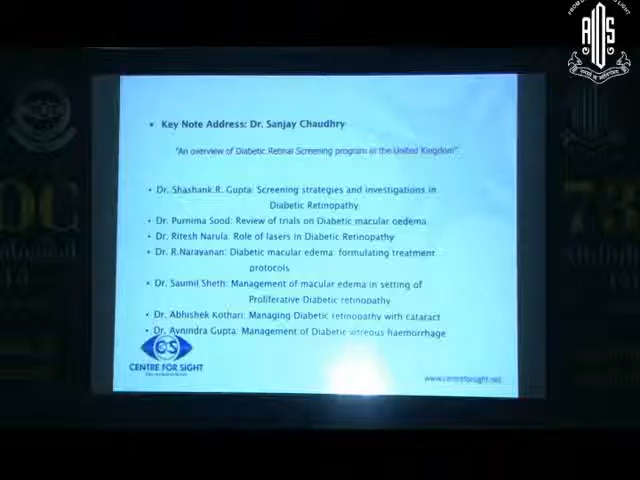 AIOS
• Key Note Address: Dr. Sanjay Chaudhry
"An overview of Diabetic Retinal Screening program in the United Kingdom"
• Dr. Shashank.R. Gupta: Screening strategies and investigations in
Diabetic Retinopathy
• Dr. Purnima Sood: Review of trials on Diabetic macular oedema
• Dr. Ritesh Narula: Role of lasers in Diabetic Retinopathy
• Dr. R.Narayanan: Diabetic macular edema: formulating treatment
protocols
• Dr. Saumil Sheth: Management of macular edema in setting of
Proliferative Diabetic retinopathy
• Dr. Abhishek Kothari: Managing Diabetic retinopathy with cataract
• Dr. Avnindra Gupta: Management of Diabetic vitreous haemorrhage
CS
CENTRE FOR SIGHT
www.centreforsight.net